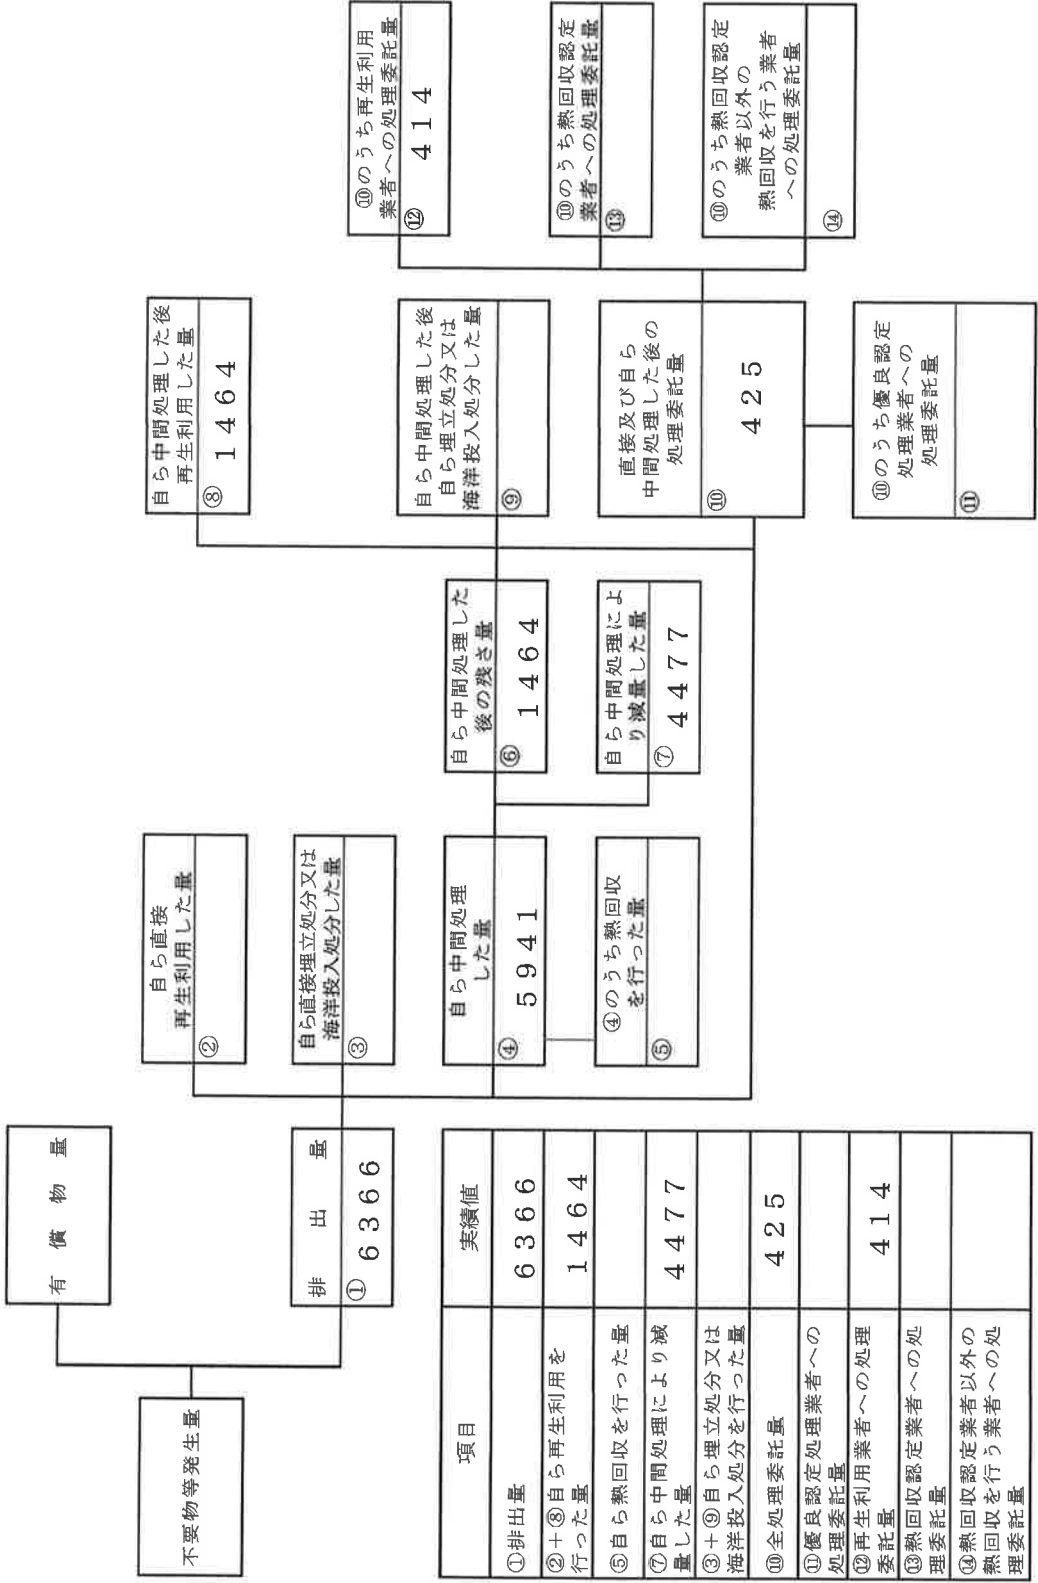 不要物等発生量
有償物量
排出量
①6366
自ら直接
再生利用した量
②
自ら直接埋立処分又は
海洋投入処分した量
③
自ら中間処理
した量
④5941
④のうち熱回収
を行った量
⑤
自ら中間処理した
後の残さ量
⑥1464
自ら中間処理によ
り減量した量
⑦4477
自ら中間処理した後
再生利用した量
⑧1464
自ら中間処理した後
自ら埋立処分又は
海洋投入処分した量
⑨
直接及び自ら
中間処理した後の
処理委託量
⑩425
⑩のうち優良認定
処理業者への
処理委託量
⑪
⑩のうち再生利用
業者への処理委託量
⑫414
⑩のうち熱回収認定
業者への処理委託量
⑬
⑩のうち熱回収認定
業者以外の
熱回収を行う業者
への処理委託量
⑭
項目 実績値
①排出量 6366
②+⑧自ら再生利用を
行った量 1464
⑤自ら熱回収を行った量
⑦自ら中間処理により減
量した量 4477
③+⑨自ら埋立処分又は
海洋投入処分を行った量
⑩全処理委託量 425
⑪優良認定処理業者への
処理委託量
⑫再生利用業者への処理
委託量 414
⑬熱回収認定業者への処
理委託量
⑭熱回収認定業者以外の
熱回収を行う業者への処
理委託量